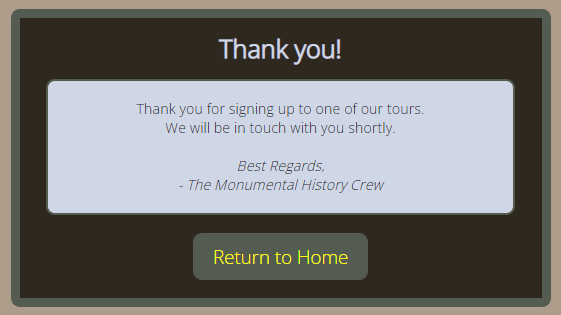 Thank you!
Thank you for signing up to one of our tours.
We will be in touch with you shortly.
Best Regards,
- The Monumental History Crew
Return to Home